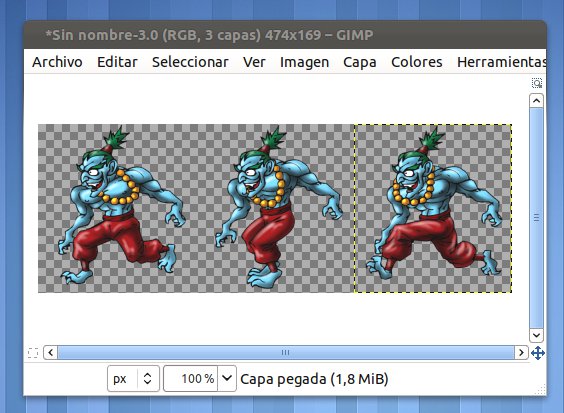 *Sin nombre-3.0 (RGB, 3 capas) 474x169 – GIMP
Archivo Editar Seleccionar Ver Imagen Capa Colores Herramientas
px 100 % Capa pegada (1,8 MiB)